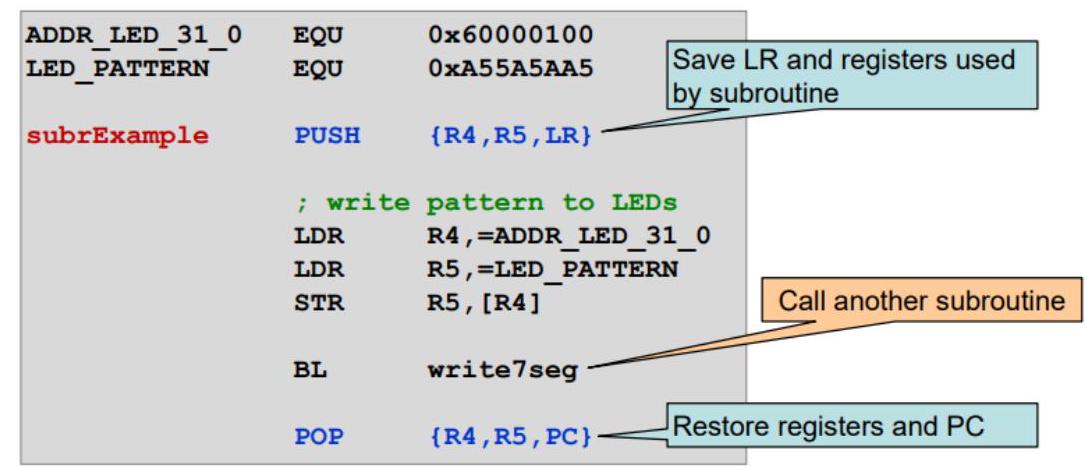 ADDR_LED_31_0 EQU 0x60000100
LED_PATTERN EQU 0xA55A5AA5
Save LR and registers used
by subroutine
subrExample PUSH {R4,R5,LR}
; write pattern to LEDs
LDR R4,=ADDR_LED_31_0
LDR R5,=LED_PATTERN
STR R5,[R4]
Call another subroutine
BL write7seg
POP {R4,R5,PC}
Restore registers and PC